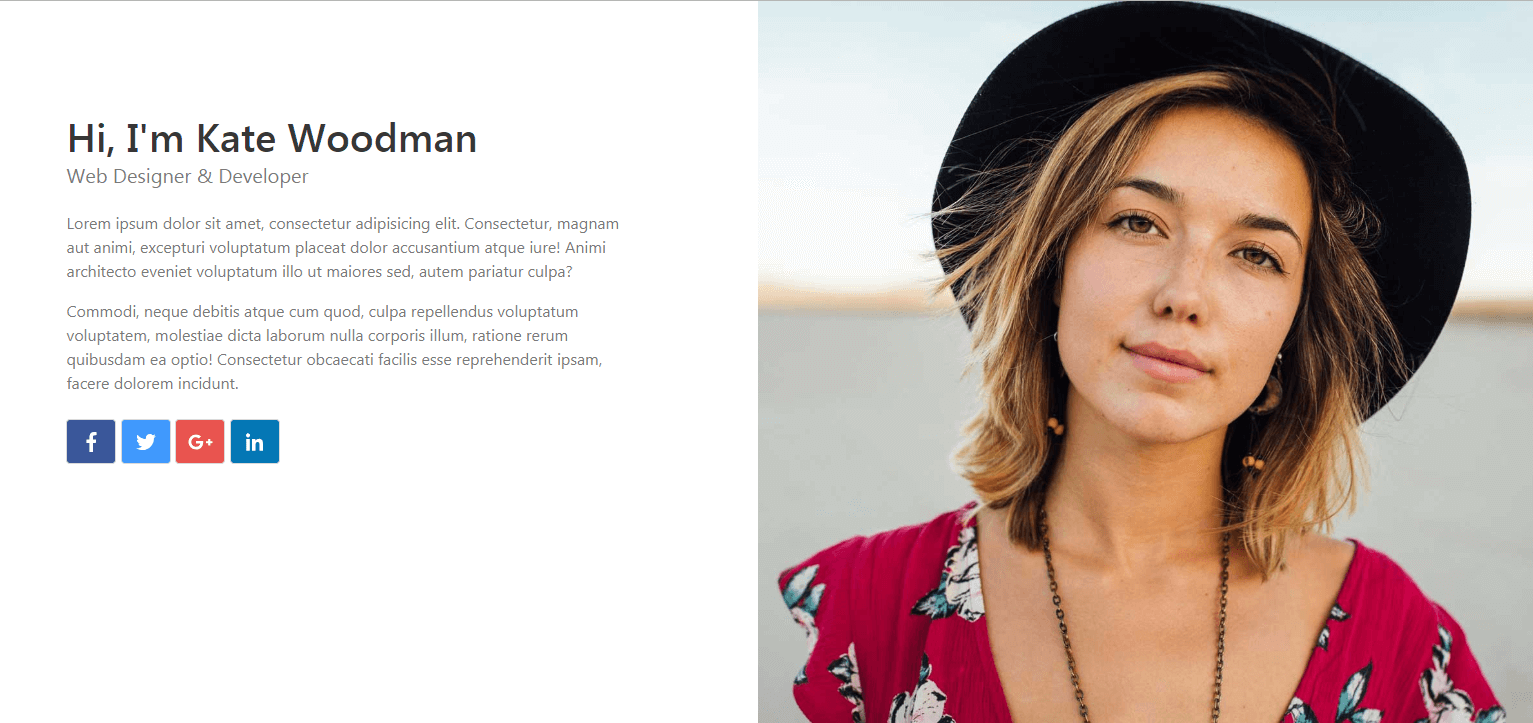 Hi, I'm Kate Woodman
Web Designer & Developer
Lorem ipsum dolor sit amet, consectetur adipisicing elit. Consectetur, magnam
aut animi, excepturi voluptatum placeat dolor accusantium atque iure! Animi
architecto eveniet voluptatum illo ut maiores sed, autem pariatur culpa?
Commodi, neque debitis atque cum quod, culpa repellendus voluptatum
voluptatem, molestiae dicta laborum nulla corporis illum, ratione rerum
quibusdam ea optio! Consectetur obcaecati facilis esse reprehenderit ipsam,
facere dolorem incidunt.
f G+ in